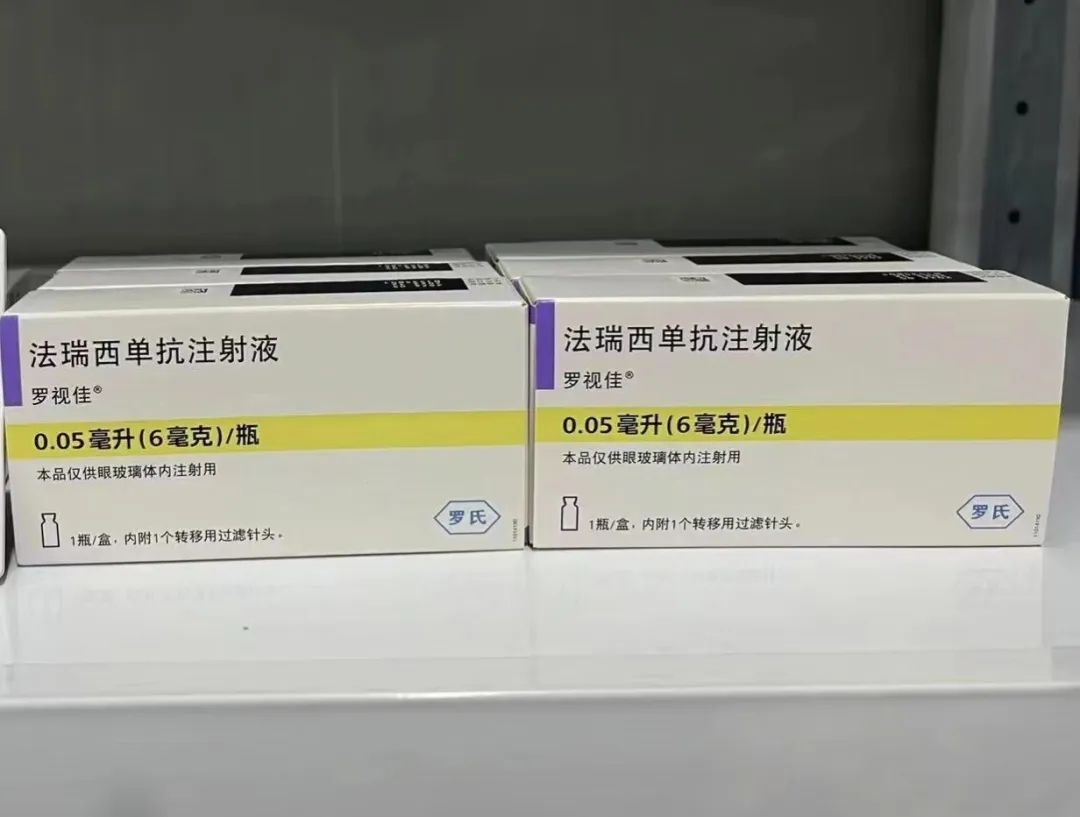 法瑞西单抗注射液
罗视佳®
0.05毫升(6毫克)/瓶
本品仅供眼玻璃体内注射用
1瓶/盒，内附1个转移用过滤针头。
罗氏
法瑞西单抗注射液
罗视佳®
0.05毫升(6毫克)/瓶
本品仅供眼玻璃体内注射用
1瓶/盒，内附1个转移用过滤针头。
罗氏